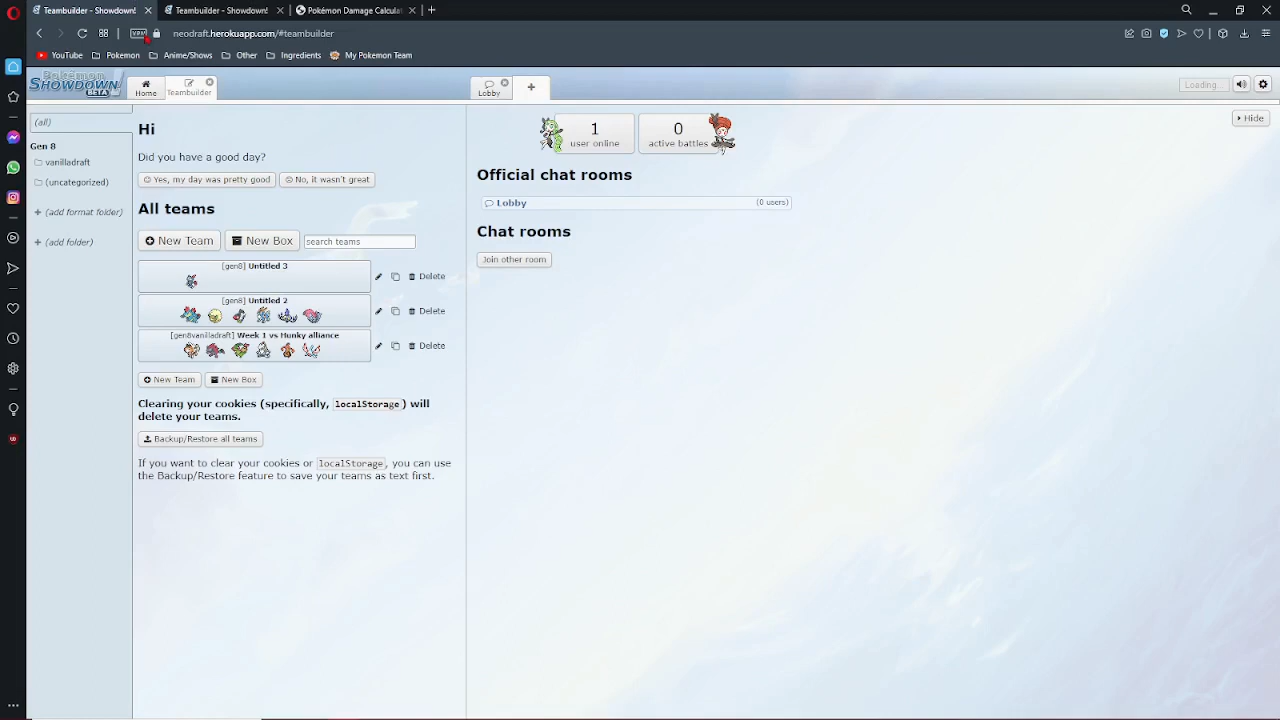 Teambuilder - Showdown!
Teambuilder - Showdown!
Pokémon Damage Calculat
VPN
neodraft.herokuapp.com/#teambuilder
YouTube
Pokemon
Anime/Shows
Other
Ingredients
My Pokemon Team
Pokémon
SHOWDOWN!
BETA
Home
Teambuilder
Lobby
Loading...
(all)
Gen 8
vanilladraft
(uncategorized)
(add format folder)
(add folder)
Hi
Did you have a good day?
Yes, my day was pretty good
No, it wasn't great
All teams
New Team
New Box
search teams
[gen8] Untitled 3
Delete
[gen8] Untitled 2
Delete
[gen8vanilladraft] Week 1 vs Hunky alliance
Delete
New Team
New Box
Clearing your cookies (specifically, localStorage) will
delete your teams.
Backup/Restore all teams
If you want to clear your cookies or localStorage, you can use
the Backup/Restore feature to save your teams as text first.
1
user online
0
active battles
Hide
Official chat rooms
Lobby
(0 users)
Chat rooms
Join other room